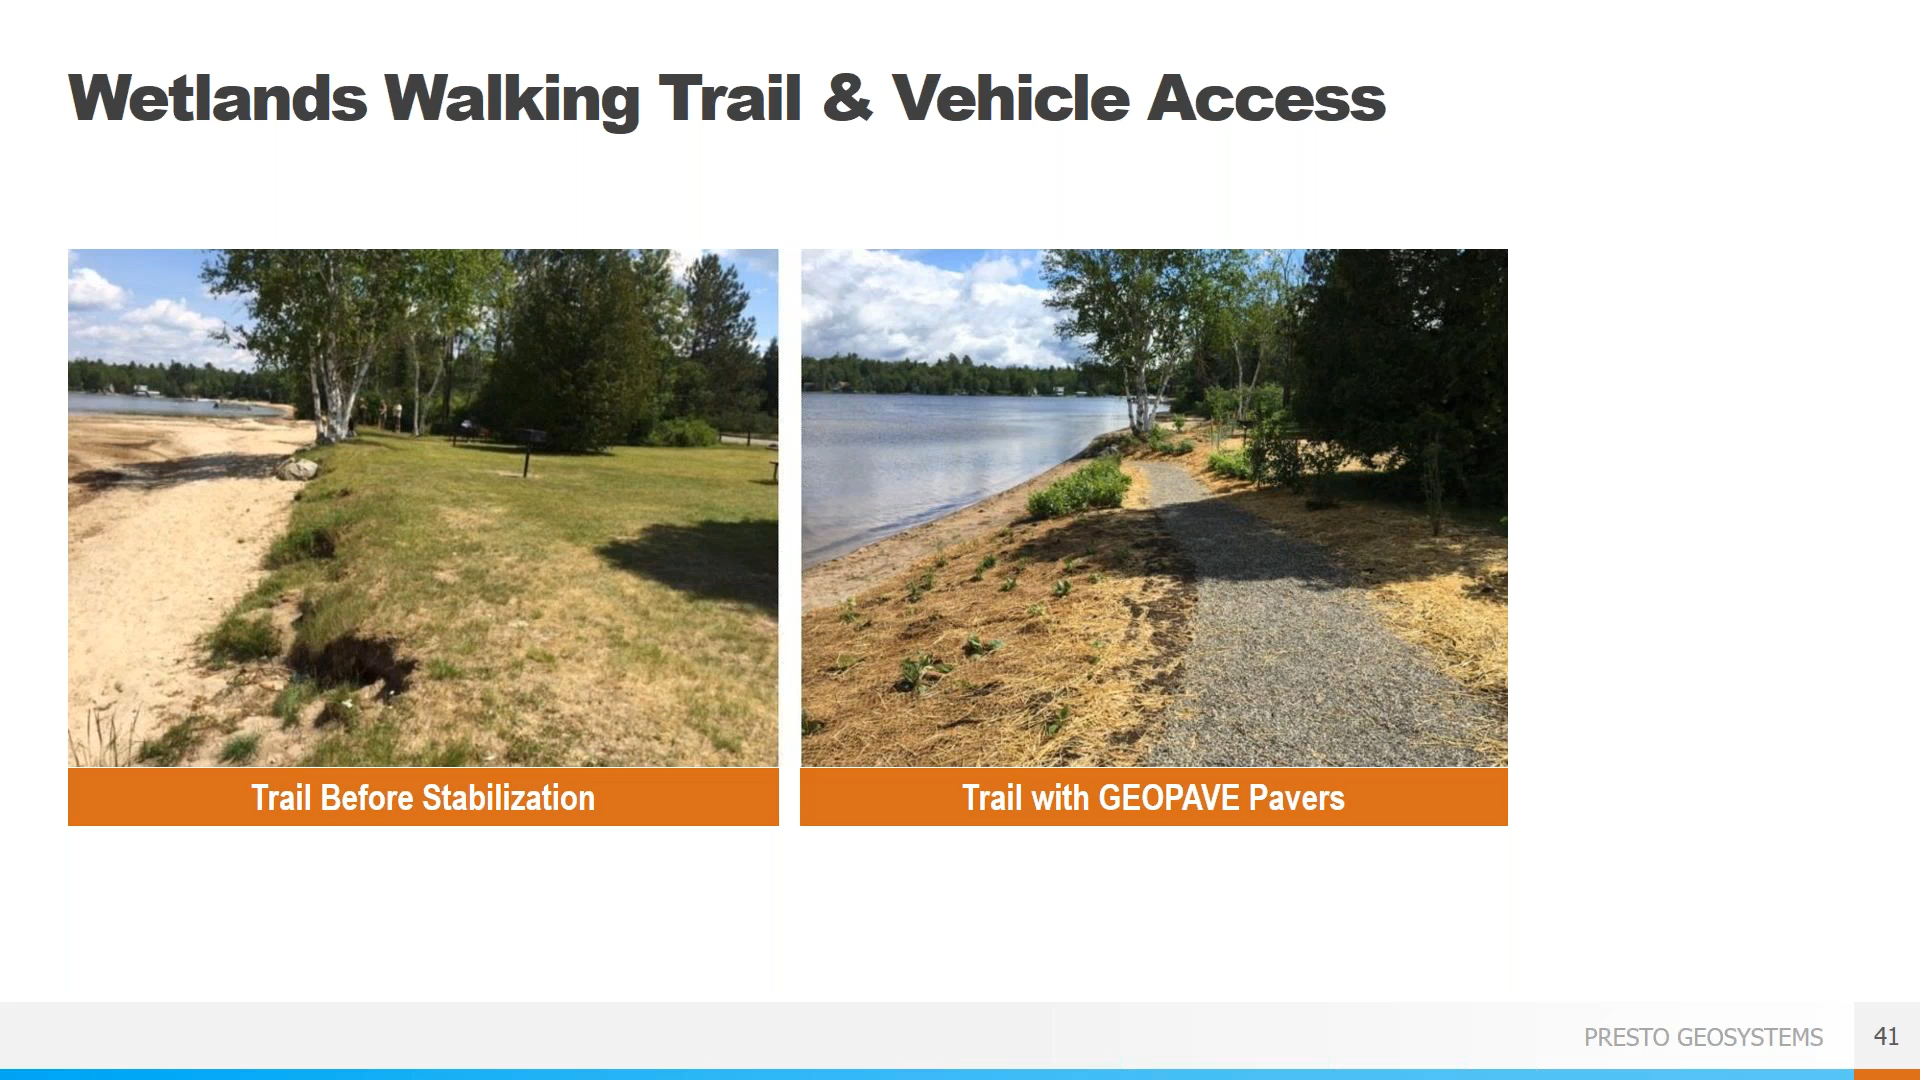 Wetlands Walking Trail & Vehicle Access
Trail Before Stabilization
Trail with GEOPAVE Pavers
PRESTO GEOSYSTEMS
41